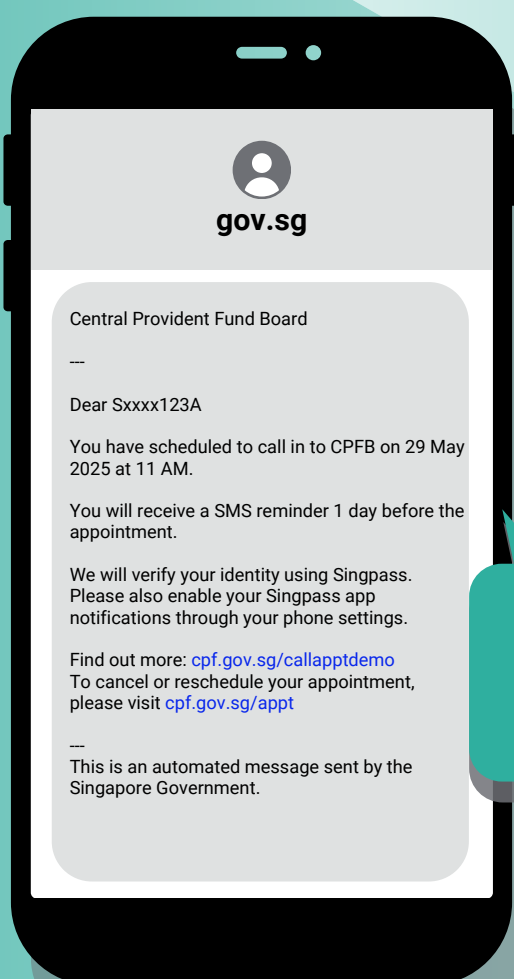 gov.sg
Central Provident Fund Board
---
Dear Sxxxx123A
You have scheduled to call in to CPFB on 29 May
2025 at 11 AM.
You will receive a SMS reminder 1 day before the
appointment.
We will verify your identity using Singpass.
Please also enable your Singpass app
notifications through your phone settings.
Find out more: cpf.gov.sg/callapptdemo
To cancel or reschedule your appointment,
please visit cpf.gov.sg/appt
---
This is an automated message sent by the
Singapore Government.